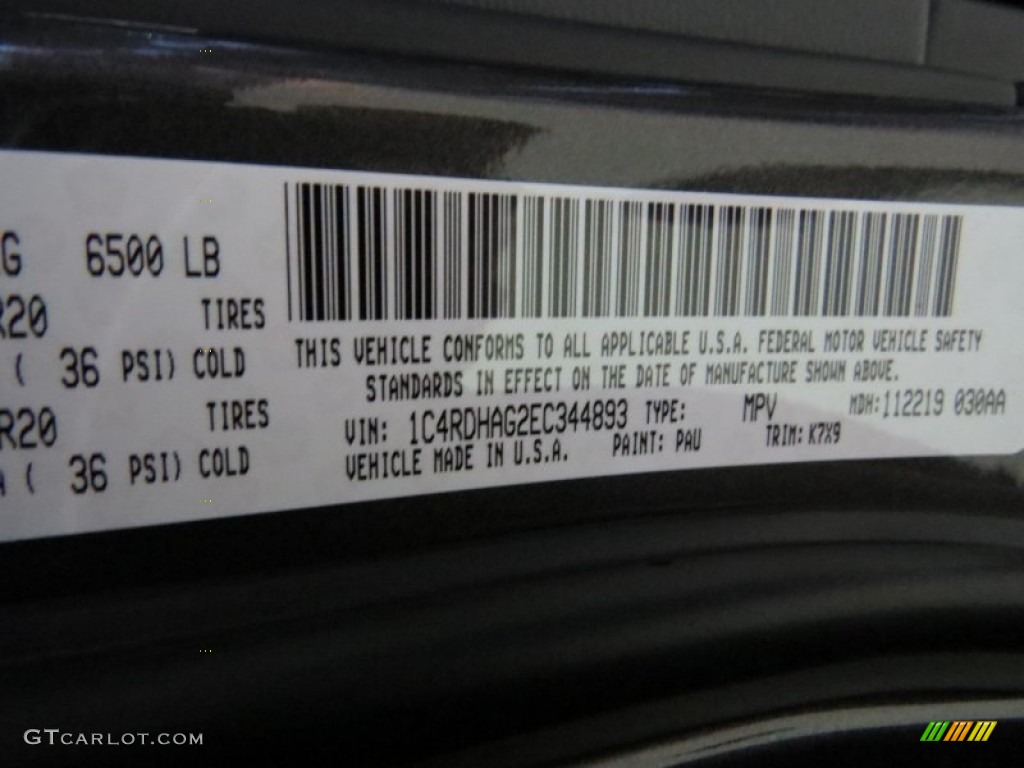 G 6500 LB
R20 TIRES
( 36 PSI) COLD
R20 TIRES
A ( 36 PSI) COLD
THIS VEHICLE CONFORMS TO ALL APPLICABLE U.S.A. FEDERAL MOTOR VEHICLE SAFETY
STANDARDS IN EFFECT ON THE DATE OF MANUFACTURE SHOWN ABOVE.
VIN: 1C4RDHAG2EC344893 TYPE: MPV MDH:112219 030AA
VEHICLE MADE IN U.S.A. PAINT: PAU TRIM: K7X9
GTCARLOT.COM